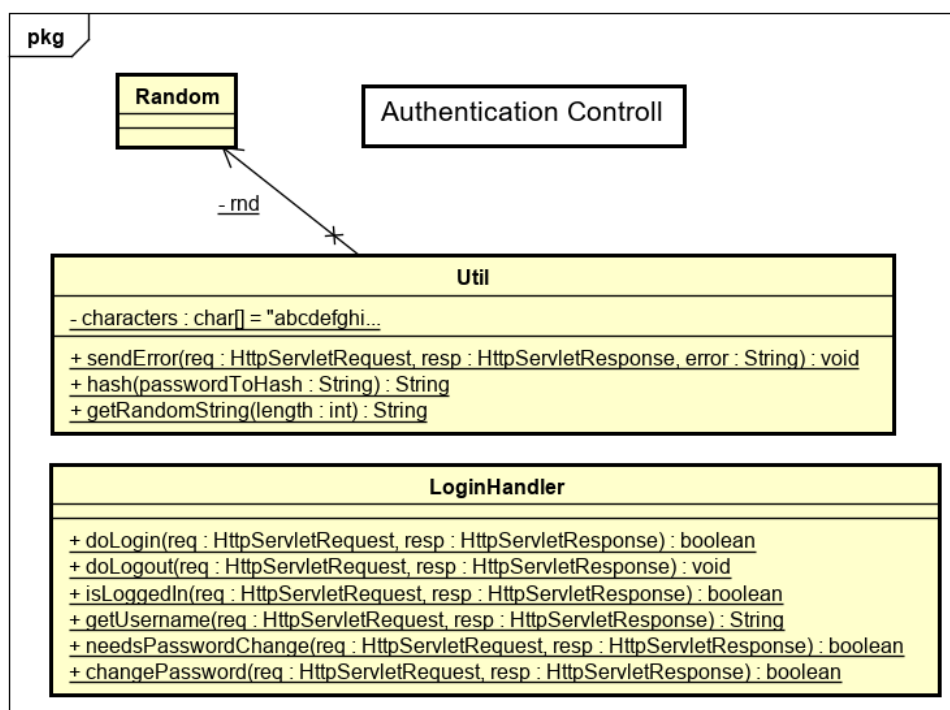 pkg
Random
Authentication Controll
- rnd
Util
- characters : char[] = "abcdefghi...
+ sendError(req : HttpServletRequest, resp : HttpServletResponse, error : String) : void
+ hash(passwordToHash : String) : String
+ getRandomString(length : int) : String
LoginHandler
+ doLogin(req : HttpServletRequest, resp : HttpServletResponse) : boolean
+ doLogout(req : HttpServletRequest, resp : HttpServletResponse) : void
+ isLoggedIn(req : HttpServletRequest, resp : HttpServletResponse) : boolean
+ getUsername(req : HttpServletRequest, resp : HttpServletResponse) : String
+ needsPasswordChange(req : HttpServletRequest, resp : HttpServletResponse) : boolean
+ changePassword(req : HttpServletRequest, resp : HttpServletResponse) : boolean